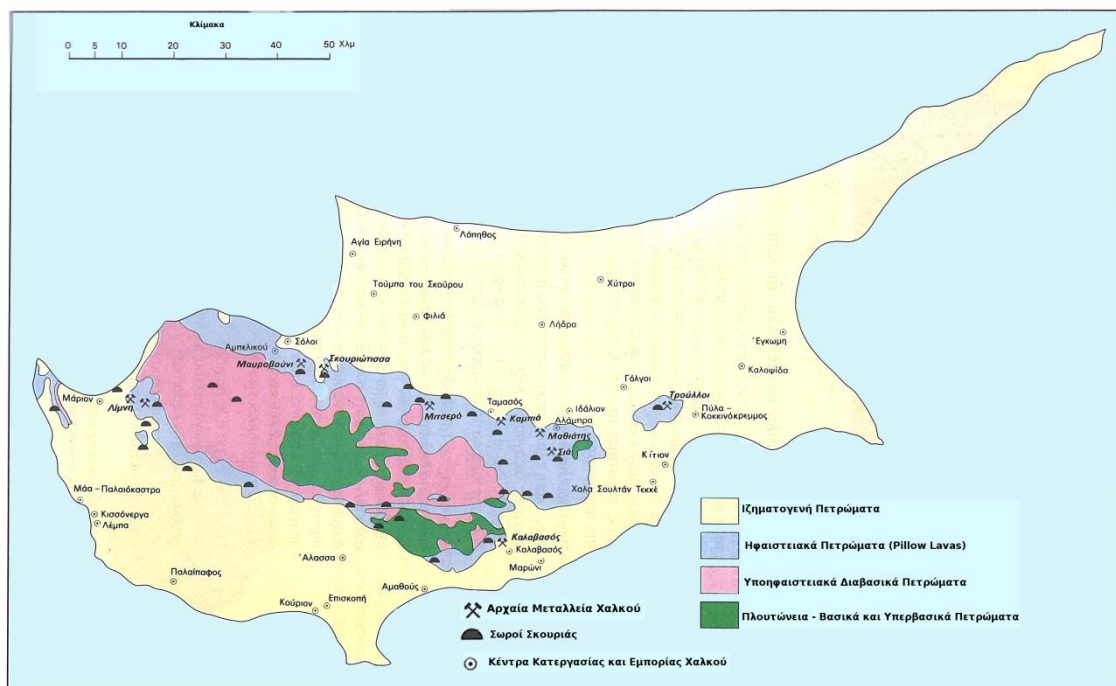 Κλίμακα
0 5 10 20 30 40 50 Χλμ
Λάπηθος
Αγία Ειρήνη
Χύτροι
Τούμπα του Σκούρου
Φιλιά
Λήδρα
Έγκωμη
Σόλοι
Αμπελικού
Σκουριώτισσα
Μαυροβούνι
Καλοψίδα
Γόλγοι
Τρούλλοι
Μάριον
Λίμνη
Μιτσερό
Ταμασός
Ιδάλιον
Καμπιά
Αλάμπρα
Πύλα –
Κοκκινόκρεμμος
Μαθιάτης
Σιά
Κίτιον
Χαλα Σουλτάν Τεκκέ
Μάα – Παλαιόκαστρο
Κισσόνεργα
Λέμπα
Καλαβασός
Καλαβασός
Μαρώνι
Άλασσα
Παλαίπαφος
Αμαθούς
Επισκοπή
Κούριον
Ιζηματογενή Πετρώματα
Ηφαιστειακά Πετρώματα (Pillow Lavas)
Υποηφαιστειακά Διαβασικά Πετρώματα
Πλουτώνεια - Βασικά και Υπερβασικά Πετρώματα
Αρχαία Μεταλλεία Χαλκού
Σωροί Σκουριάς
Κέντρα Κατεργασίας και Εμπορίας Χαλκού